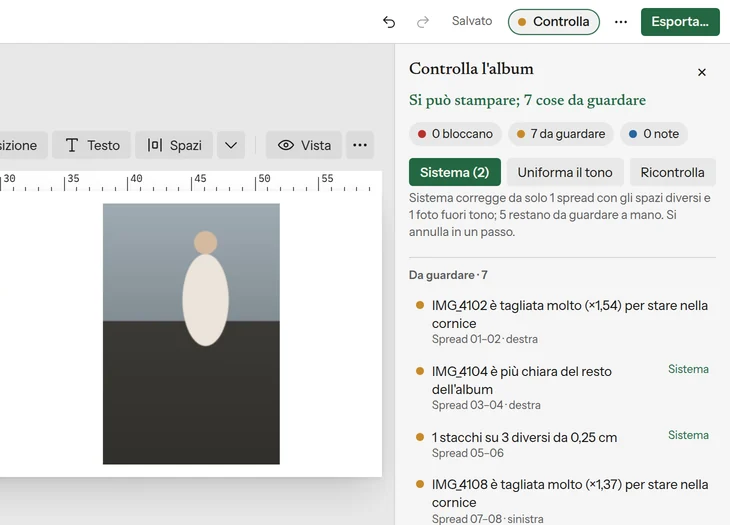 Salvato
Controlla
Esporta...
Controlla l'album
Si può stampare; 7 cose da guardare
0 bloccano
7 da guardare
0 note
sizione
Testo
Spazi
Vista
Sistema (2)
Uniforma il tono
Ricontrolla
30 35 40 45 50 55
Sistema corregge da solo 1 spread con gli spazi diversi e
1 foto fuori tono; 5 restano da guardare a mano. Si
annulla in un passo.
Da guardare · 7
IMG_4102 è tagliata molto (×1,54) per stare nella
cornice
Spread 01–02 · destra
IMG_4104 è più chiara del resto
dell'album
Sistema
Spread 03–04 · destra
1 stacchi su 3 diversi da 0,25 cm
Sistema
Spread 05–06
IMG_4108 è tagliata molto (×1,37) per stare nella
cornice
Spread 07–08 · sinistra